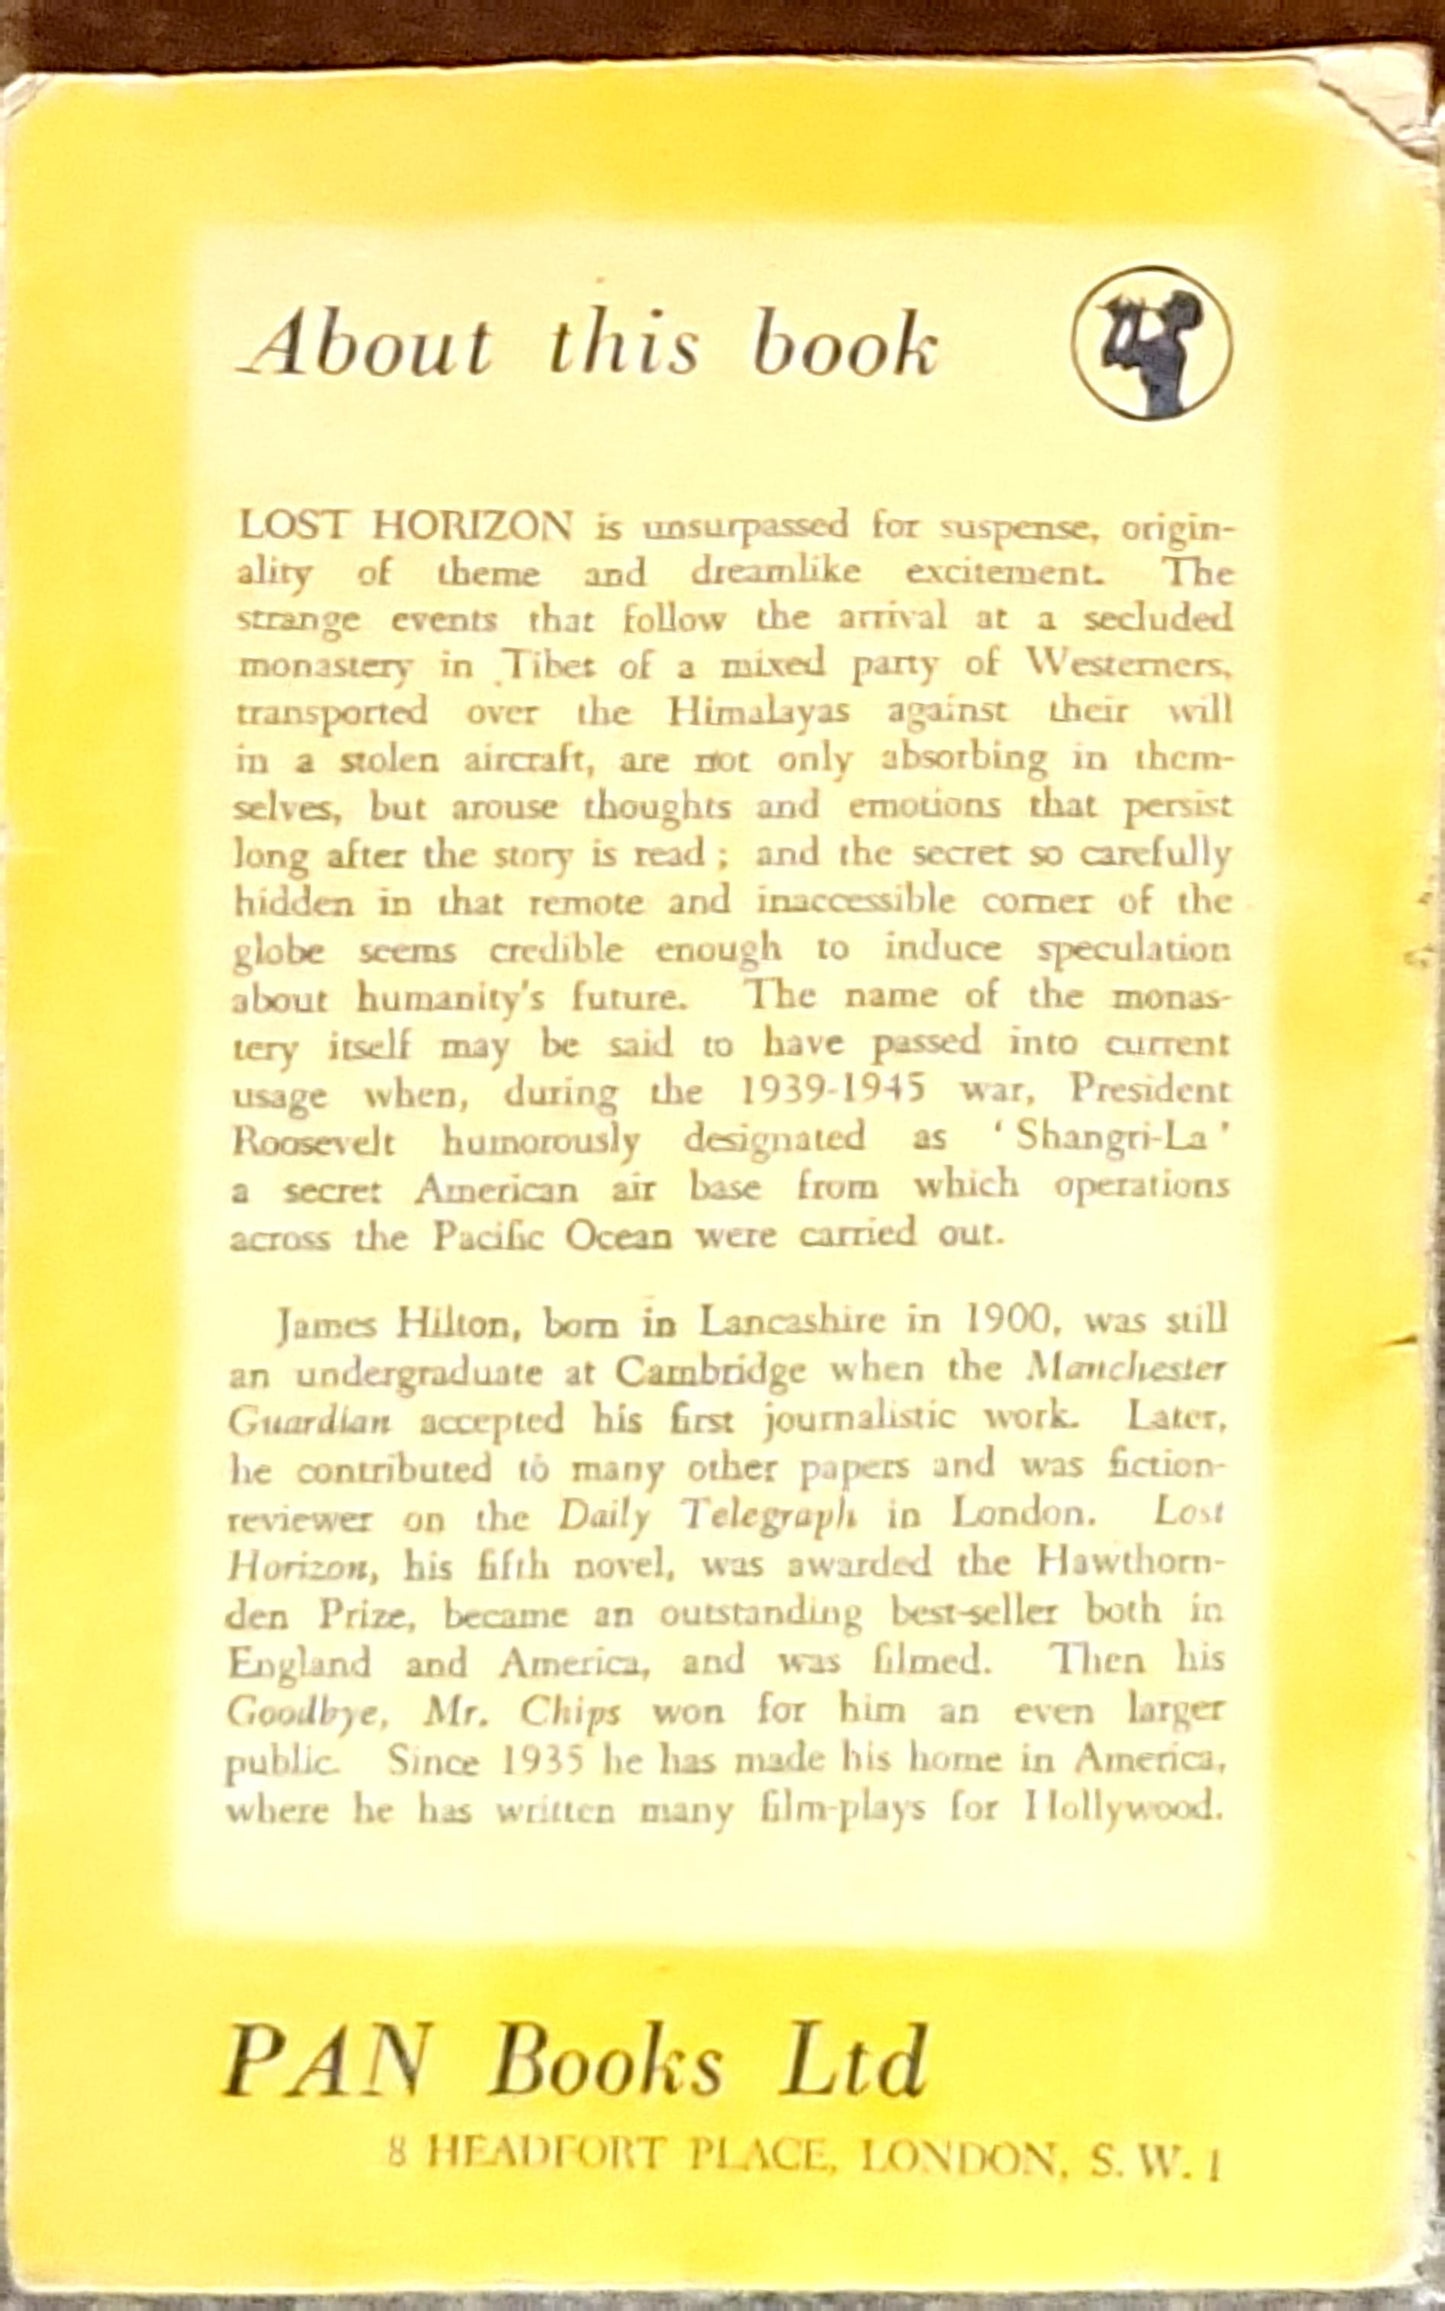 About this book
LOST HORIZON is unsurpassed for suspense, origin-
ality of theme and dreamlike excitement. The
strange events that follow the arrival at a secluded
monastery in Tibet of a mixed party of Westerners,
transported over the Himalayas against their will
in a stolen aircraft, are not only absorbing in them-
selves, but arouse thoughts and emotions that persist
long after the story is read ; and the secret so carefully
hidden in that remote and inaccessible corner of the
globe seems credible enough to induce speculation
about humanity's future. The name of the monas-
tery itself may be said to have passed into current
usage when, during the 1939-1945 war, President
Roosevelt humorously designated as ‘ Shangri-La ’
a secret American air base from which operations
across the Pacific Ocean were carried out.
James Hilton, born in Lancashire in 1900, was still
an undergraduate at Cambridge when the Manchester
Guardian accepted his first journalistic work. Later,
he contributed to many other papers and was fiction-
reviewer on the Daily Telegraph in London. Lost
Horizon, his fifth novel, was awarded the Hawthorn-
den Prize, became an outstanding best-seller both in
England and America, and was filmed. Then his
Goodbye, Mr. Chips won for him an even larger
public. Since 1935 he has made his home in America,
where he has written many film-plays for Hollywood.
PAN Books Ltd
8 HEADFORT PLACE, LONDON, S. W. 1